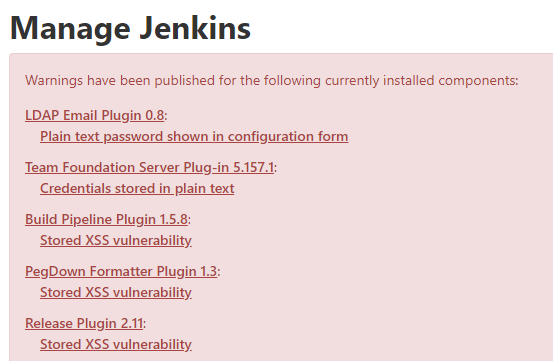 Manage Jenkins
Warnings have been published for the following currently installed components:
LDAP Email Plugin 0.8:
Plain text password shown in configuration form
Team Foundation Server Plug-in 5.157.1:
Credentials stored in plain text
Build Pipeline Plugin 1.5.8:
Stored XSS vulnerability
PegDown Formatter Plugin 1.3:
Stored XSS vulnerability
Release Plugin 2.11:
Stored XSS vulnerability